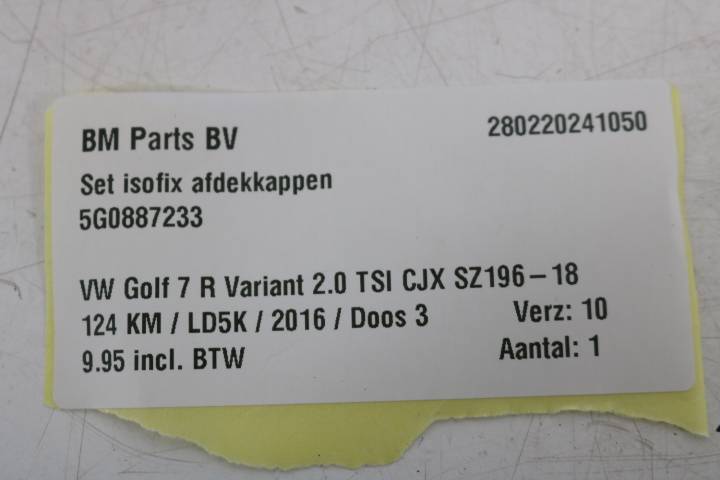 BM Parts BV 280220241050
Set isofix afdekkappen
5G0887233
VW Golf 7 R Variant 2.0 TSI CJX SZ196-18
124 KM / LD5K / 2016 / Doos 3 Verz: 10
9.95 incl. BTW Aantal: 1